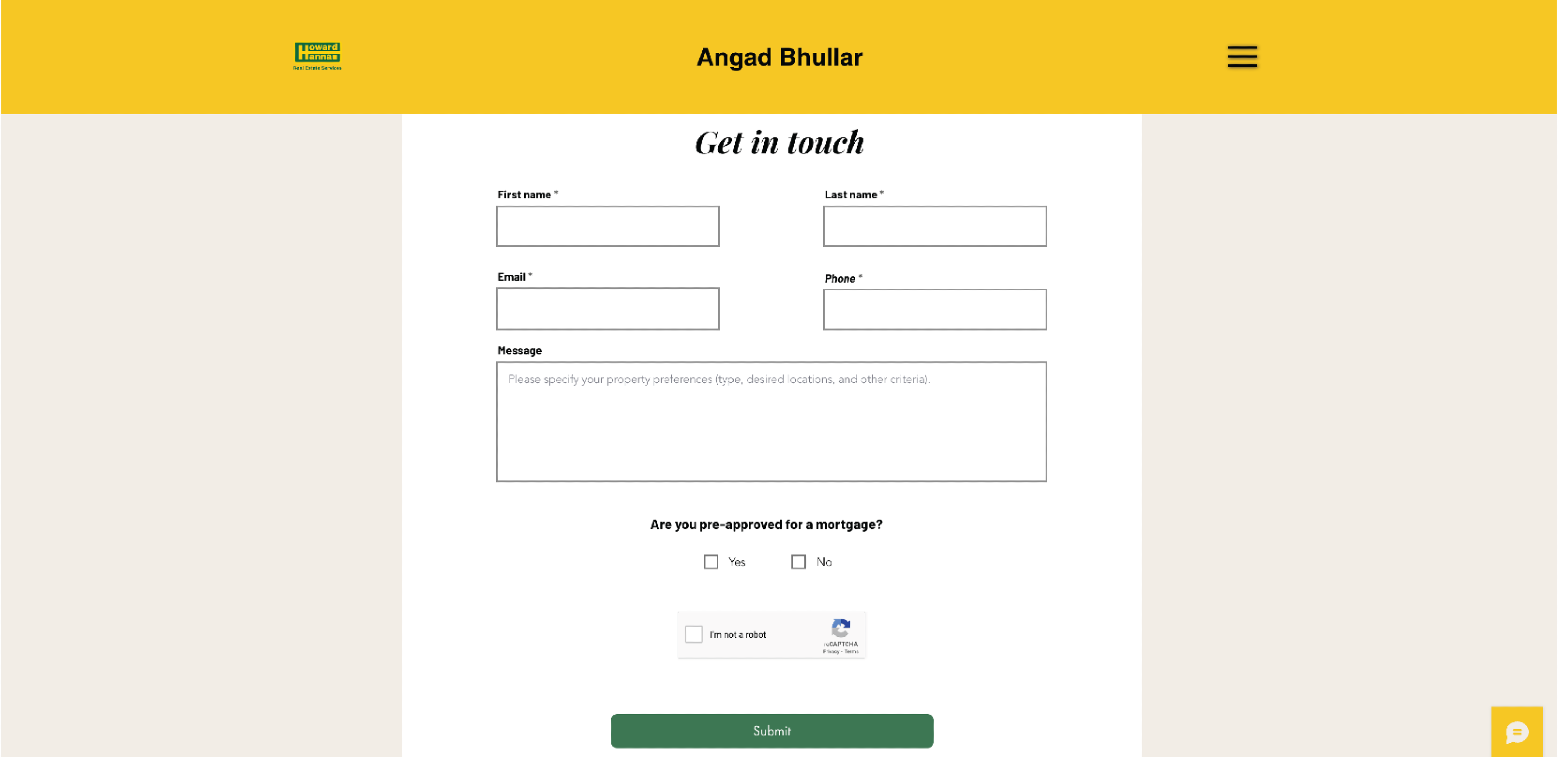 Howard
Hanna
Real Estate Services
Angad Bhullar
Get in touch
First name *
Last name *
Email *
Phone *
Message
Please specify your property preferences (type, desired locations, and other criteria).
Are you pre-approved for a mortgage?
Yes
No
I'm not a robot
reCAPTCHA
Privacy - Terms
Submit